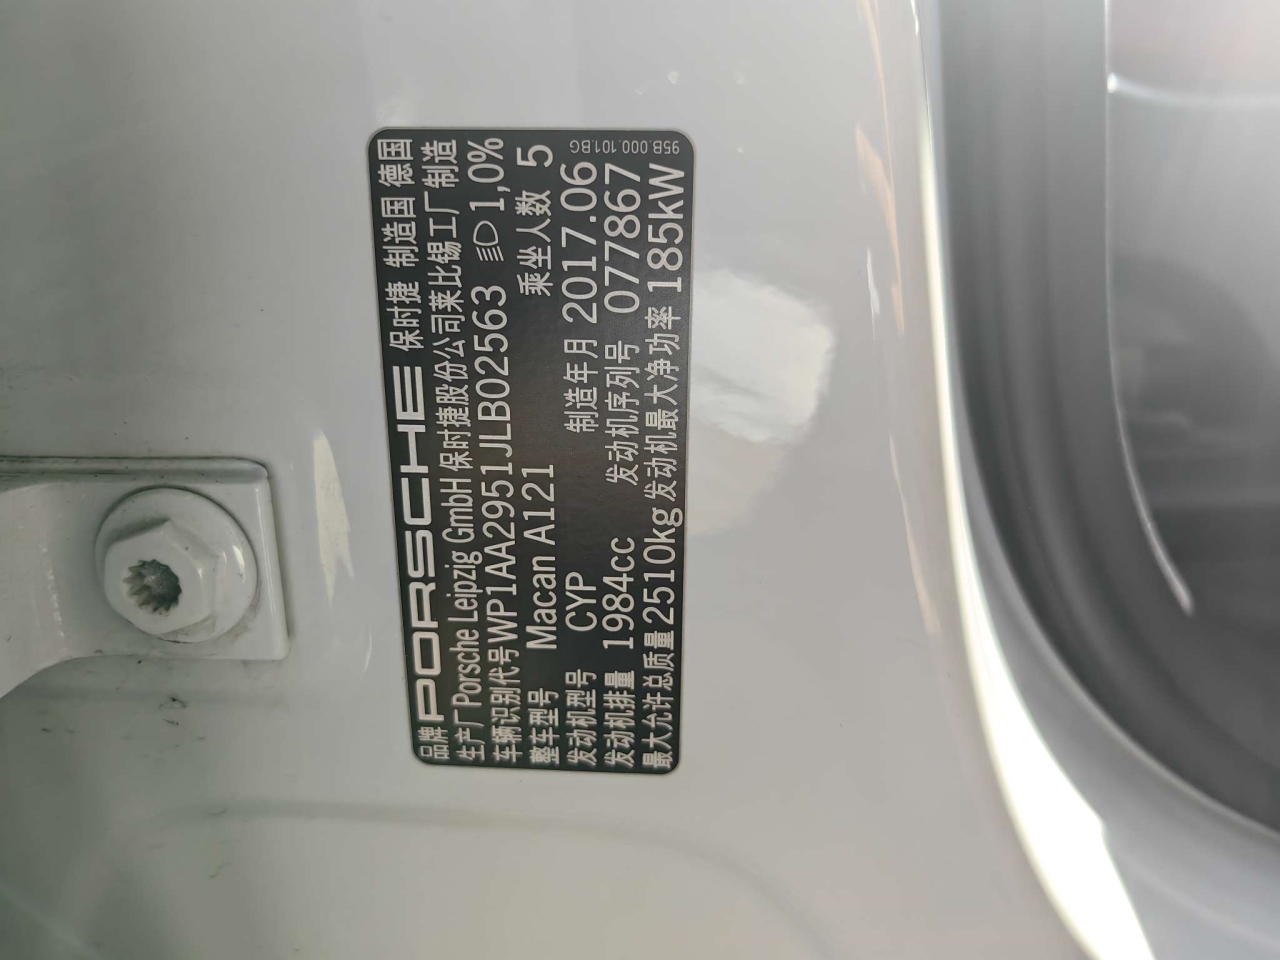 品牌 PORSCHE 保时捷 制造国 德国
生产厂 Porsche Leipzig GmbH 保时捷股份公司莱比锡工厂制造
车辆识别代号 WP1AA2951JLB02563 1,0%
整车型号 Macan A121 乘坐人数 5
发动机型号 CYP 制造年月 2017.06
发动机排量 1984cc 发动机序列号 077867
最大允许总质量 2510kg 发动机最大净功率 185kW
95B.000.101.BG